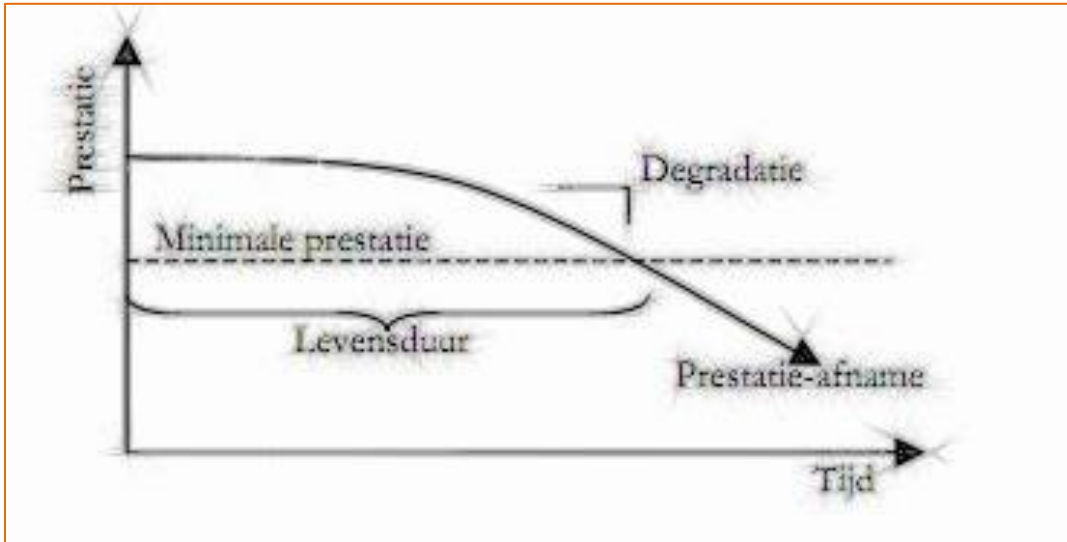 Prestatie
Degradatie
Minimale prestatie
Levensduur
Prestatie-afname
Tijd